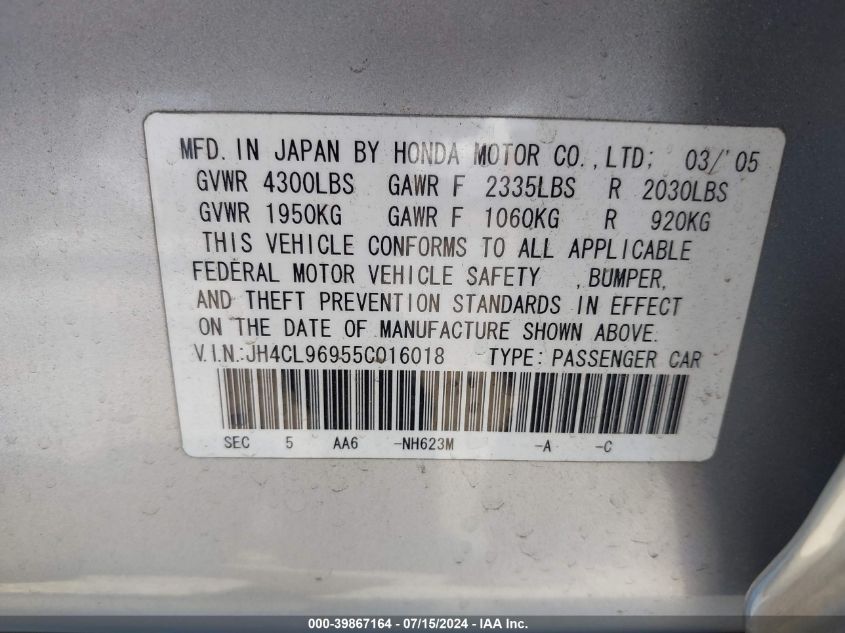 MFD. IN JAPAN BY HONDA MOTOR CO.,LTD; 03/'05
GVWR 4300LBS GAWR F 2335LBS R 2030LBS
GVWR 1950KG GAWR F 1060KG R 920KG
THIS VEHICLE CONFORMS TO ALL APPLICABLE
FEDERAL MOTOR VEHICLE SAFETY ,BUMPER,
AND THEFT PREVENTION STANDARDS IN EFFECT
ON THE DATE OF MANUFACTURE SHOWN ABOVE.
V.I.N.:JH4CL96955C016018 TYPE: PASSENGER CAR
SEC 5 AA6 -NH623M -A -C
000-39867164 - 07/15/2024 - IAA Inc.